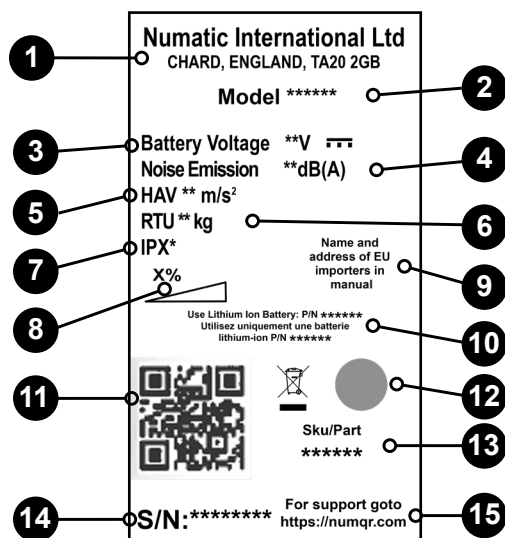 Numatic International Ltd
1
CHARD, ENGLAND, TA20 2GB
Model ******
2
3
Battery Voltage **V
Noise Emission **dB(A)
4
5
HAV ** m/s²
RTU ** kg
6
7
IPX*
Name and
address of EU
importers in
manual
9
X%
8
Use Lithium Ion Battery: P/N ******
Utilisez uniquement une batterie
lithium-ion P/N ******
10
11
12
Sku/Part
******
13
14
S/N:********
For support goto
https://numqr.com
15